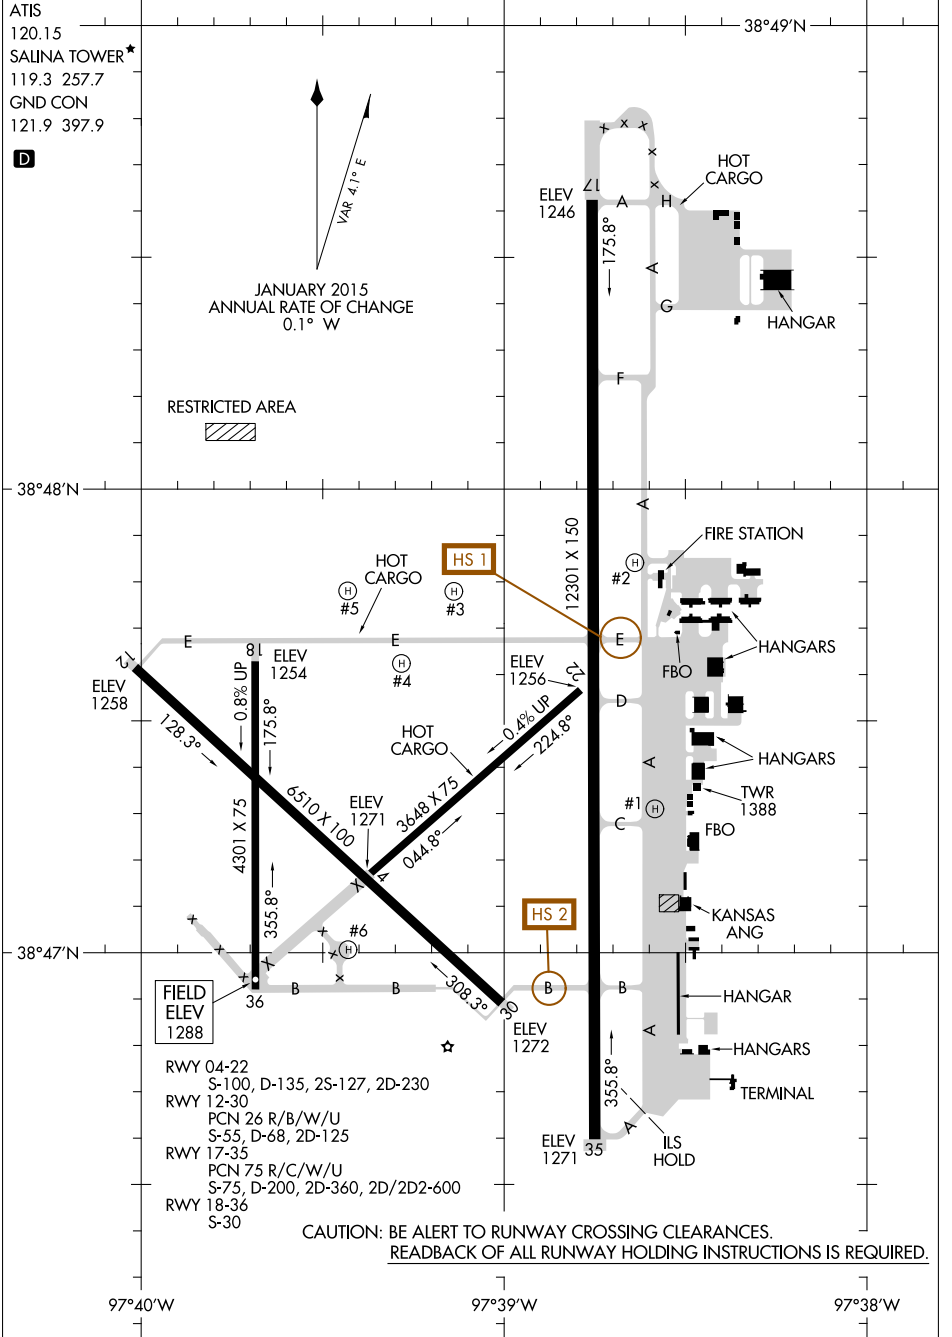 ATIS
120.15
SALINA TOWER
119.3 257.7
GND CON
121.9 397.9
D
38°49'N
VAR 4.1° E
JANUARY 2015
ANNUAL RATE OF CHANGE
0.1° W
RESTRICTED AREA
ELEV
1246
17
175.8°
X X X
X
X
A
H
HOT
CARGO
A
G
HANGAR
F
38°48'N
A
12301 X 150
HS 1
FIRE STATION
H
#2
HOT
CARGO
H
#5
H
#3
E
E
E
H
#4
HANGARS
FBO
12
ELEV
1258
18
ELEV
1254
0.8% UP
175.8°
128.3°
ELEV
1256
22
0.4% UP
224.8°
D
HOT
CARGO
A
HANGARS
TWR
1388
#1
H
C
FBO
6510 X 100
4301 X 75
ELEV
1271
3648 X 75
044.8°
4
X
355.8°
HS 2
KANSAS
ANG
38°47'N
X
X
X
X
X
X
X
#6
H
36
B
B
B
B
308.3°
30
ELEV
1272
FIELD
ELEV
1288
HANGAR
A
HANGARS
TERMINAL
355.8°
A
ILS
HOLD
ELEV
1271
35
RWY 04-22
S-100, D-135, 2S-127, 2D-230
RWY 12-30
PCN 26 R/B/W/U
S-55, D-68, 2D-125
RWY 17-35
PCN 75 R/C/W/U
S-75, D-200, 2D-360, 2D/2D2-600
RWY 18-36
S-30
CAUTION: BE ALERT TO RUNWAY CROSSING CLEARANCES.
READBACK OF ALL RUNWAY HOLDING INSTRUCTIONS IS REQUIRED.
97°40'W
97°39'W
97°38'W